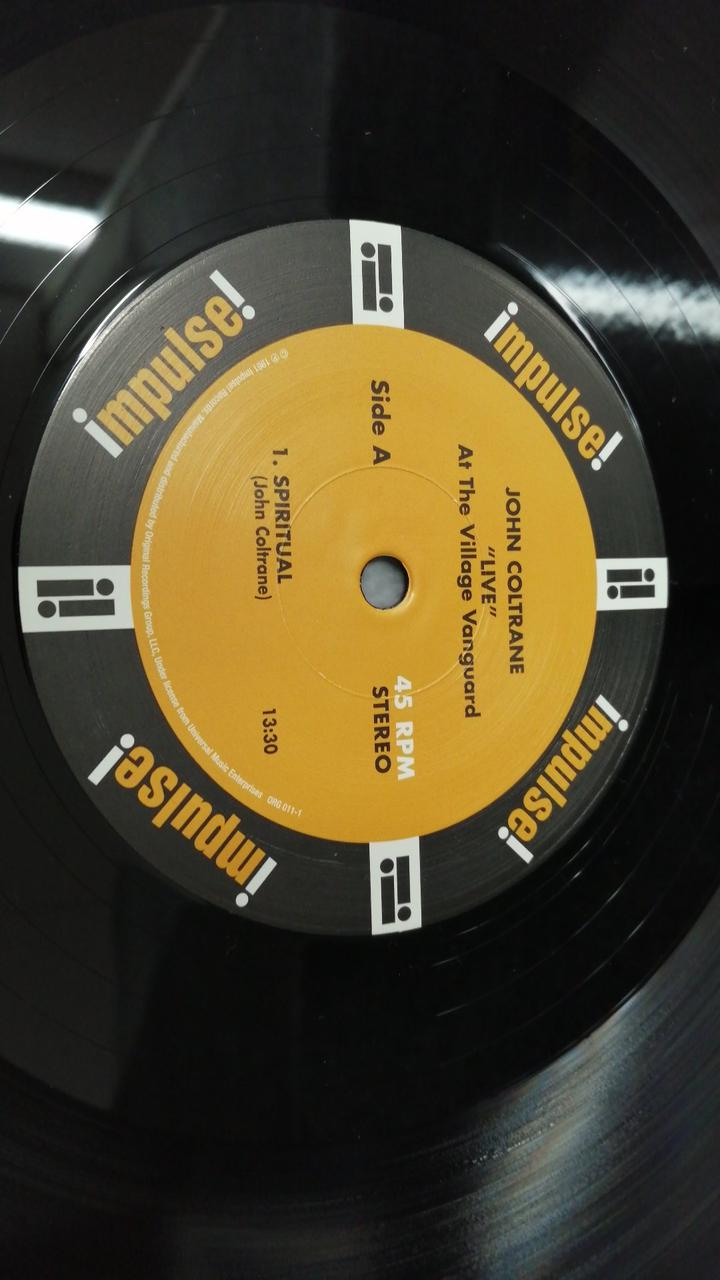 impulse!
impulse!
impulse!
impulse!
JOHN COLTRANE
“LIVE”
At The Village Vanguard
Side A
45 RPM
STEREO
1. SPIRITUAL 13:30
(John Coltrane)
℗ 1961 Impulse! Records. Manufactured and distributed by Original Recordings Group, LLC, Under license from Universal Music Enterprises ORG 011-1